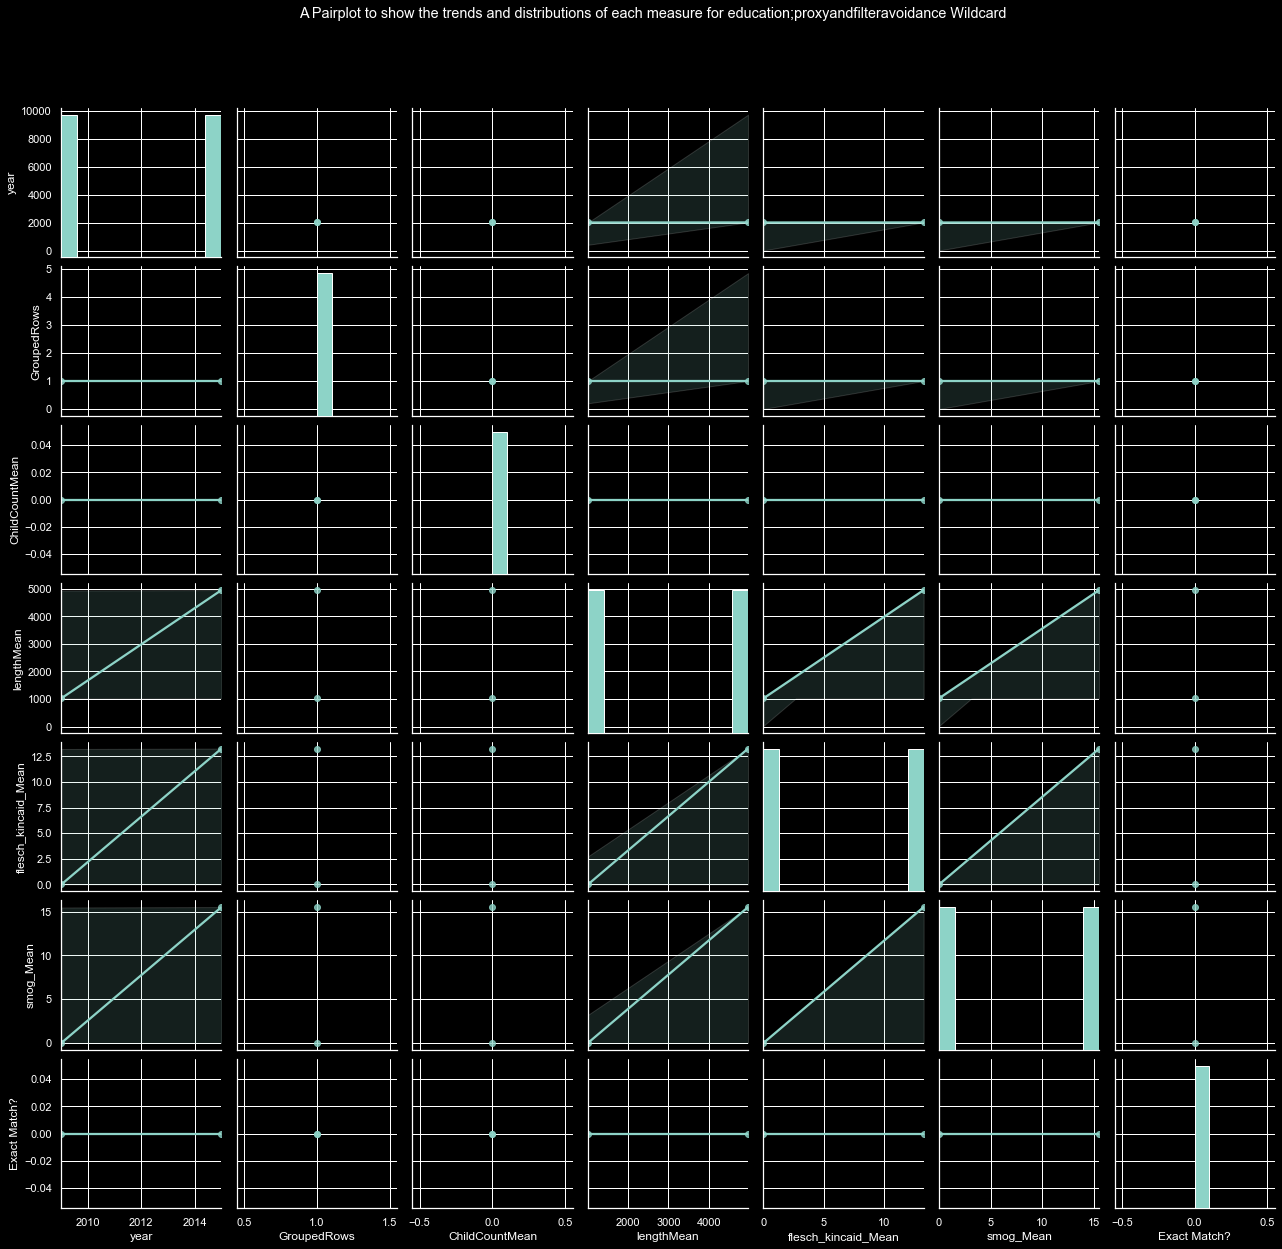 A Pairplot to show the trends and distributions of each measure for education;proxyandfilteravoidance Wildcard
10000
8000
6000
4000
2000
0
year
5
4
3
2
1
0
GroupedRows
0.04
0.02
0.00
−0.02
−0.04
ChildCountMean
5000
4000
3000
2000
1000
0
lengthMean
12.5
10.0
7.5
5.0
2.5
0.0
flesch_kincaid_Mean
15
10
5
0
smog_Mean
0.04
0.02
0.00
−0.02
−0.04
Exact Match?
2010 2012 2014
0.5 1.0 1.5
−0.5 0.0 0.5
2000 3000 4000
0 5 10
0 5 10 15
−0.5 0.0 0.5
year
GroupedRows
ChildCountMean
lengthMean
flesch_kincaid_Mean
smog_Mean
Exact Match?